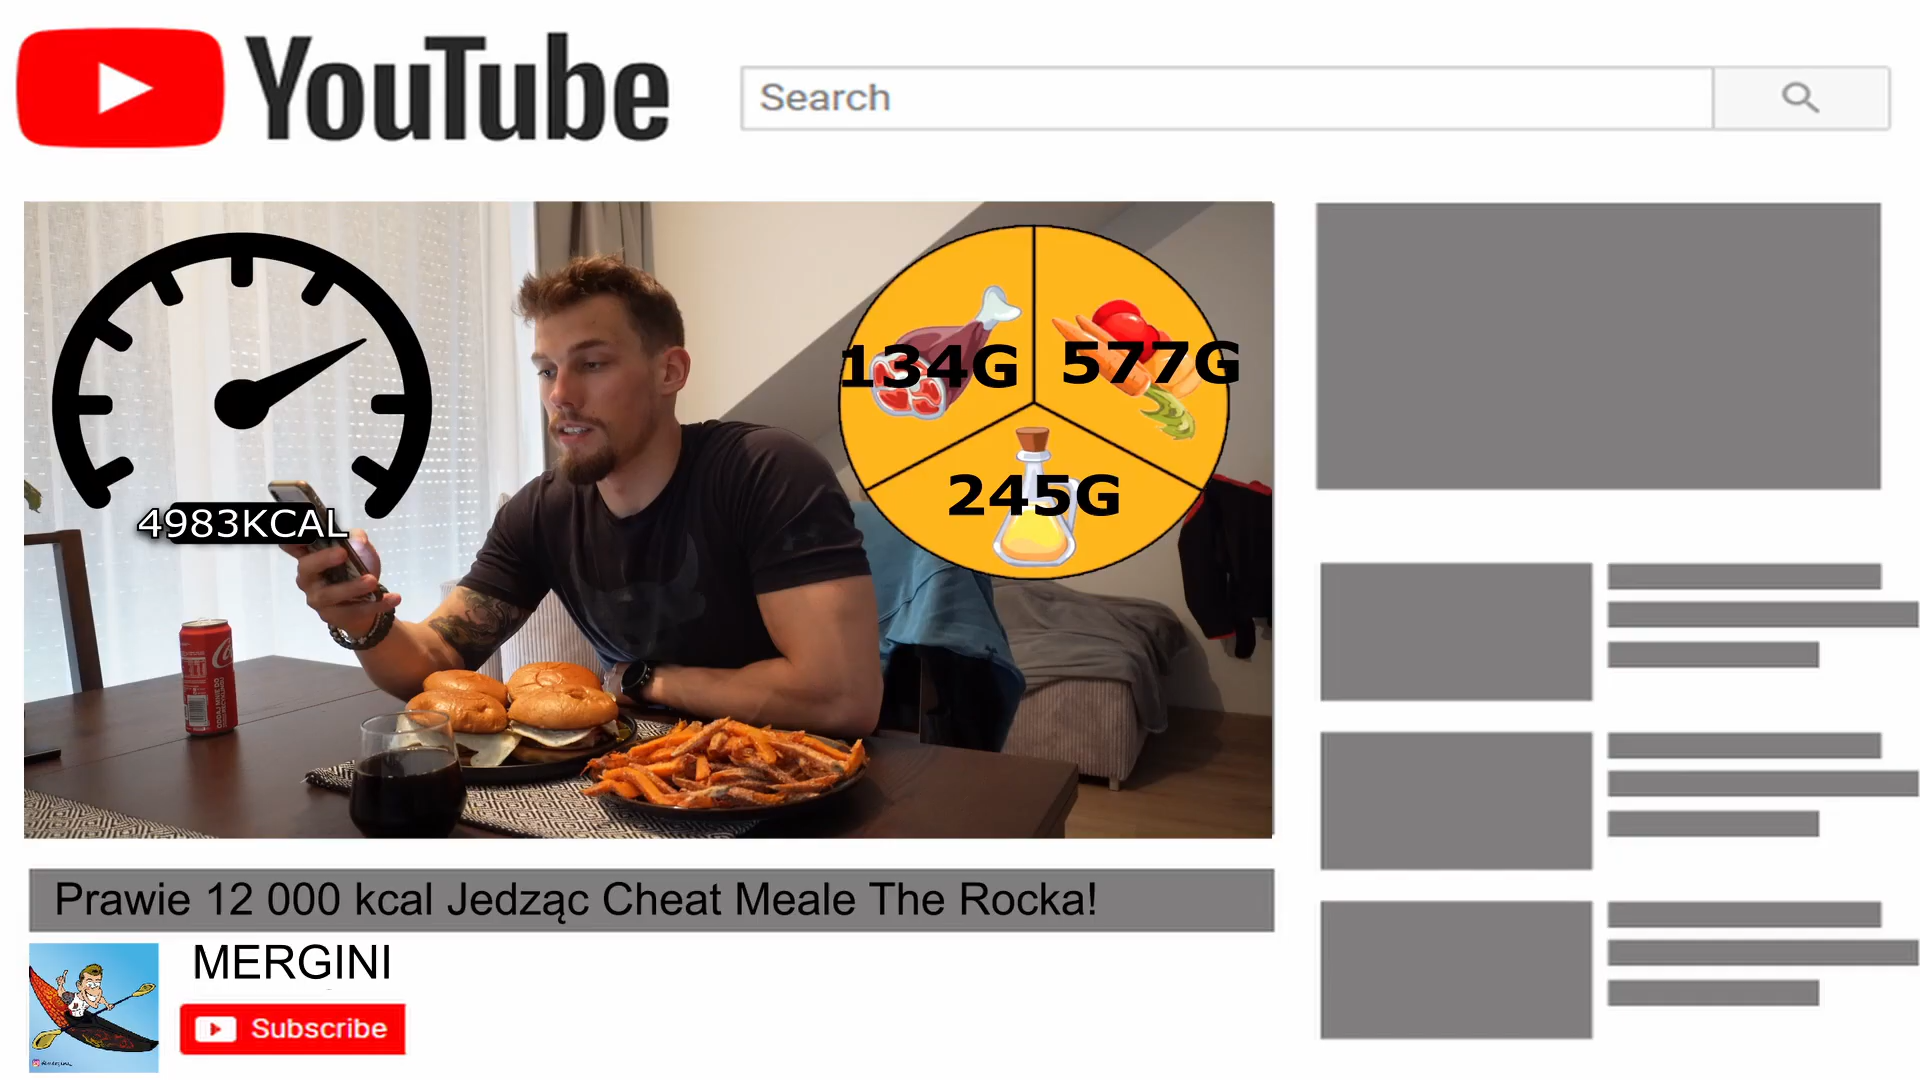 YouTube
Search
134G
577G
245G
4983KCAL
Prawie 12 000 kcal Jedząc Cheat Meale The Rocka!
MERGINI
Subscribe